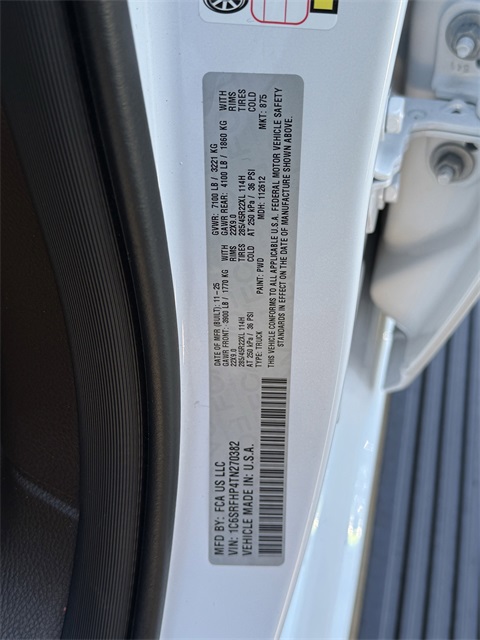 MFD BY: FCA US LLC
VIN: 1C6SRFHP4TN270382
VEHICLE MADE IN: U.S.A.
DATE OF MFR (BUILT): 11-25
GAWR FRONT: 3900 LB / 1770 KG WITH
22X9.0 RIMS
285/45R22XL 114H TIRES
AT 250 kPa / 36 PSI COLD
TYPE: TRUCK
PAINT: PWD
GVWR: 7100 LB / 3221 KG
GAWR REAR: 4100 LB / 1860 KG WITH
22X9.0 RIMS
285/45R22XL 114H TIRES
AT 250 kPa / 36 PSI COLD
MDH: 112612
MKT: 875
THIS VEHICLE CONFORMS TO ALL APPLICABLE U.S.A. FEDERAL MOTOR VEHICLE SAFETY
STANDARDS IN EFFECT ON THE DATE OF MANUFACTURE SHOWN ABOVE.